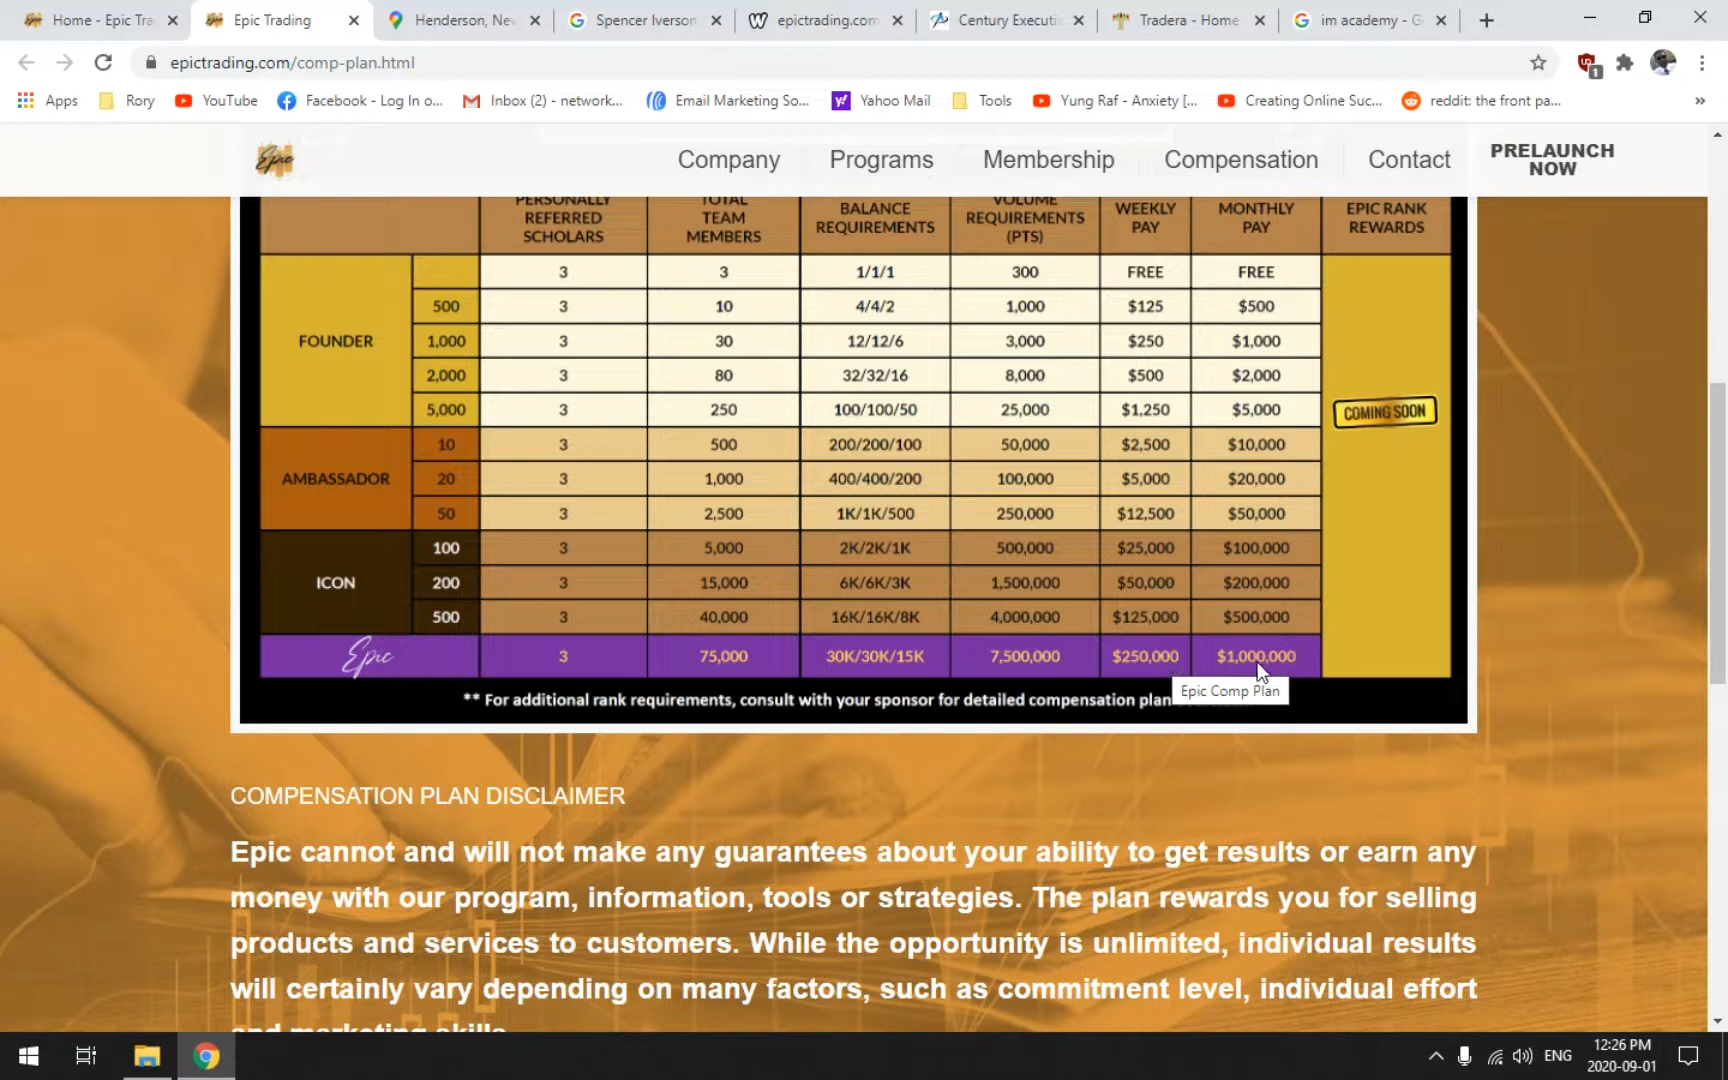 Home - Epic Tra
Epic Trading
Henderson, Nev
Spencer Iverson
epictrading.com
Century Executi
Tradera - Home
im academy - G
epictrading.com/comp-plan.html
1
Apps
Rory
YouTube
Facebook - Log In o...
Inbox (2) - network...
Email Marketing So...
Yahoo Mail
Tools
Yung Raf - Anxiety [...
Creating Online Suc...
reddit: the front pa...
Epic
Company
Programs
Membership
Compensation
Contact
PRELAUNCH
NOW
PERSONALLY REFERRED SCHOLARS
TOTAL TEAM MEMBERS
BALANCE REQUIREMENTS
VOLUME REQUIREMENTS (PTS)
WEEKLY PAY
MONTHLY PAY
EPIC RANK REWARDS
FOUNDER
3 3 1/1/1 300 FREE FREE
500 3 10 4/4/2 1,000 $125 $500
1,000 3 30 12/12/6 3,000 $250 $1,000
2,000 3 80 32/32/16 8,000 $500 $2,000
5,000 3 250 100/100/50 25,000 $1,250 $5,000
COMING SOON
AMBASSADOR
10 3 500 200/200/100 50,000 $2,500 $10,000
20 3 1,000 400/400/200 100,000 $5,000 $20,000
50 3 2,500 1K/1K/500 250,000 $12,500 $50,000
ICON
100 3 5,000 2K/2K/1K 500,000 $25,000 $100,000
200 3 15,000 6K/6K/3K 1,500,000 $50,000 $200,000
500 3 40,000 16K/16K/8K 4,000,000 $125,000 $500,000
Epic 3 75,000 30K/30K/15K 7,500,000 $250,000 $1,000,000
** For additional rank requirements, consult with your sponsor for detailed compensation plan
Epic Comp Plan
COMPENSATION PLAN DISCLAIMER
Epic cannot and will not make any guarantees about your ability to get results or earn any
money with our program, information, tools or strategies. The plan rewards you for selling
products and services to customers. While the opportunity is unlimited, individual results
will certainly vary depending on many factors, such as commitment level, individual effort
and marketing skills.
ENG
12:26 PM
2020-09-01